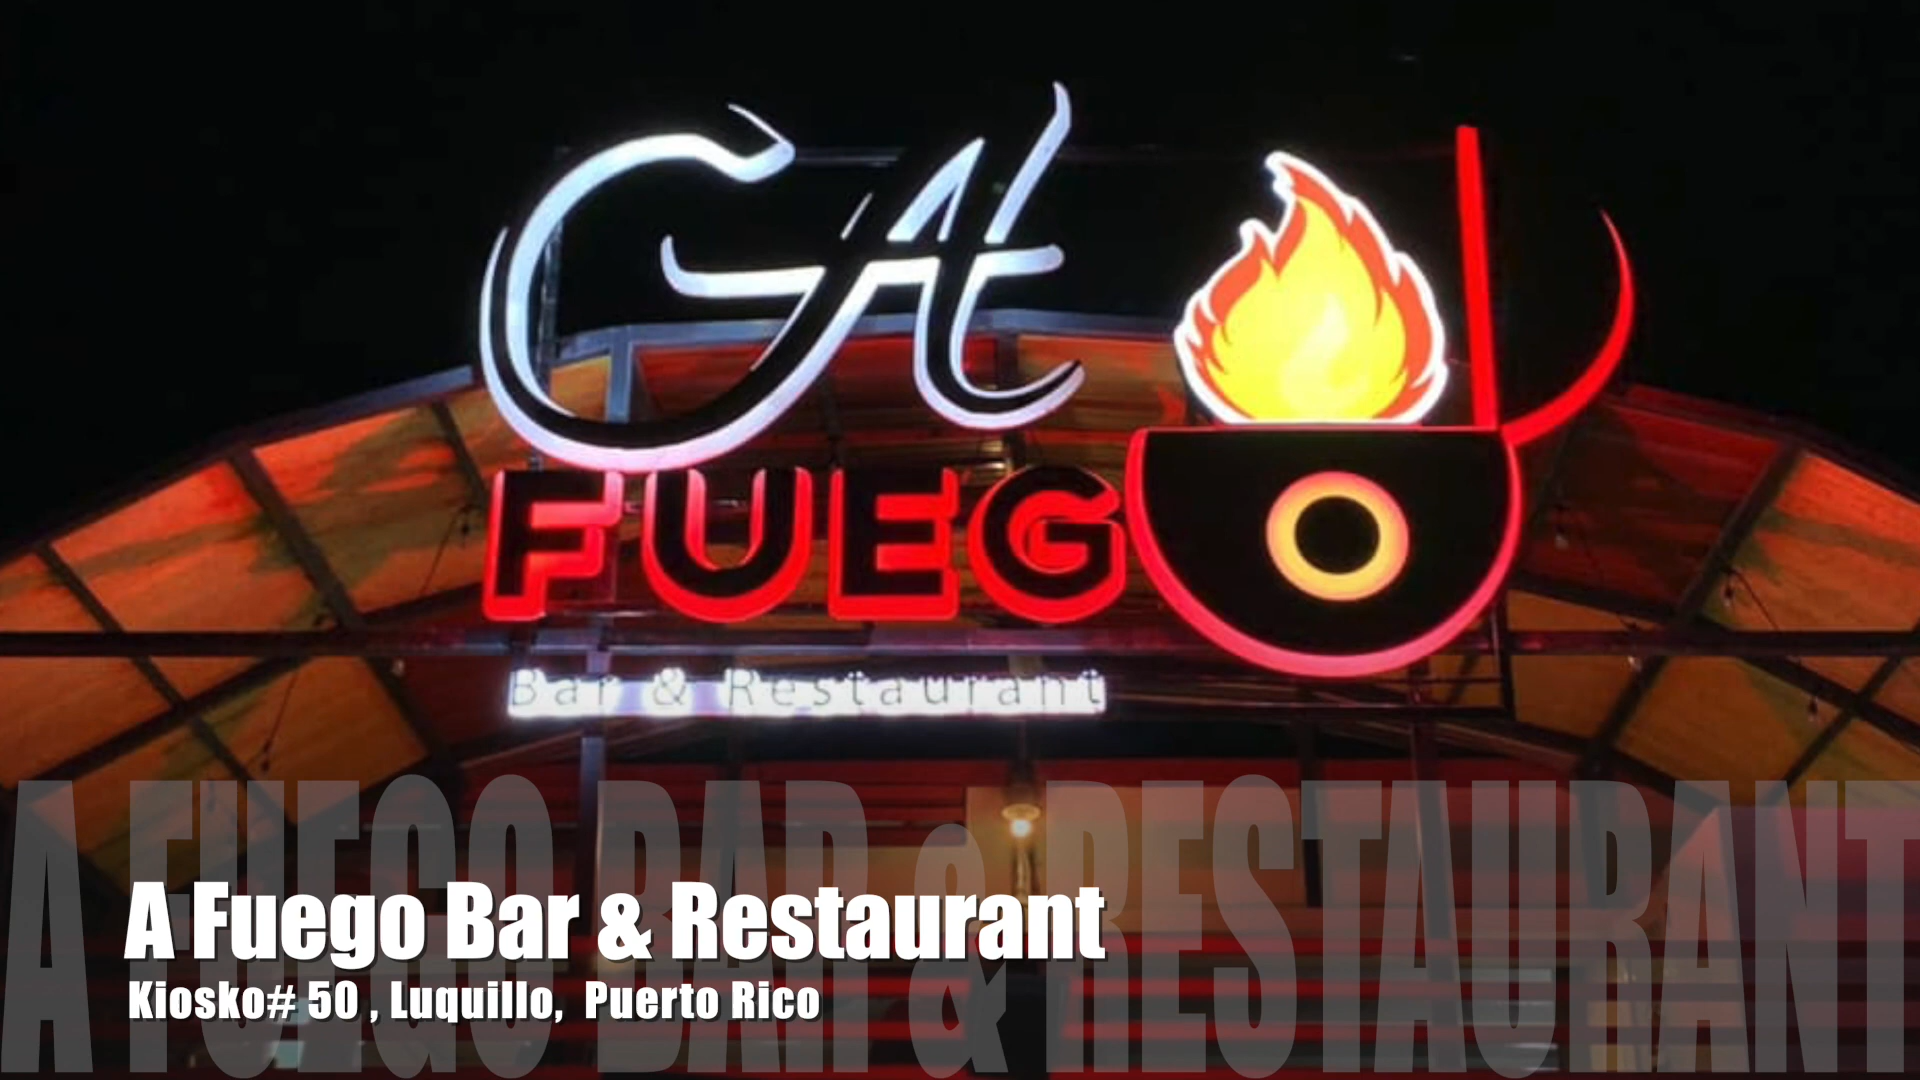 A
FUEGO
Bar & Restaurant
A FUEGO BAR & RESTAURANT
A Fuego Bar & Restaurant
Kiosko# 50 , Luquillo,  Puerto Rico